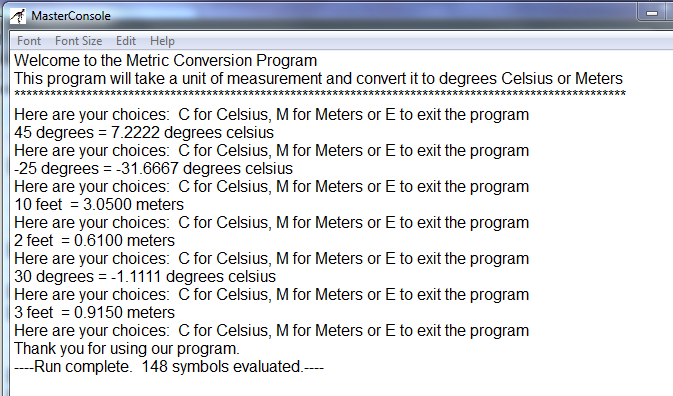 MasterConsole
Font Font Size Edit Help
Welcome to the Metric Conversion Program
This program will take a unit of measurement and convert it to degrees Celsius or Meters
******************************************************************************************************
Here are your choices:  C for Celsius, M for Meters or E to exit the program
45 degrees = 7.2222 degrees celsius
Here are your choices:  C for Celsius, M for Meters or E to exit the program
-25 degrees = -31.6667 degrees celsius
Here are your choices:  C for Celsius, M for Meters or E to exit the program
10 feet  = 3.0500 meters
Here are your choices:  C for Celsius, M for Meters or E to exit the program
2 feet  = 0.6100 meters
Here are your choices:  C for Celsius, M for Meters or E to exit the program
30 degrees = -1.1111 degrees celsius
Here are your choices:  C for Celsius, M for Meters or E to exit the program
3 feet  = 0.9150 meters
Here are your choices:  C for Celsius, M for Meters or E to exit the program
Thank you for using our program.
----Run complete.  148 symbols evaluated.----